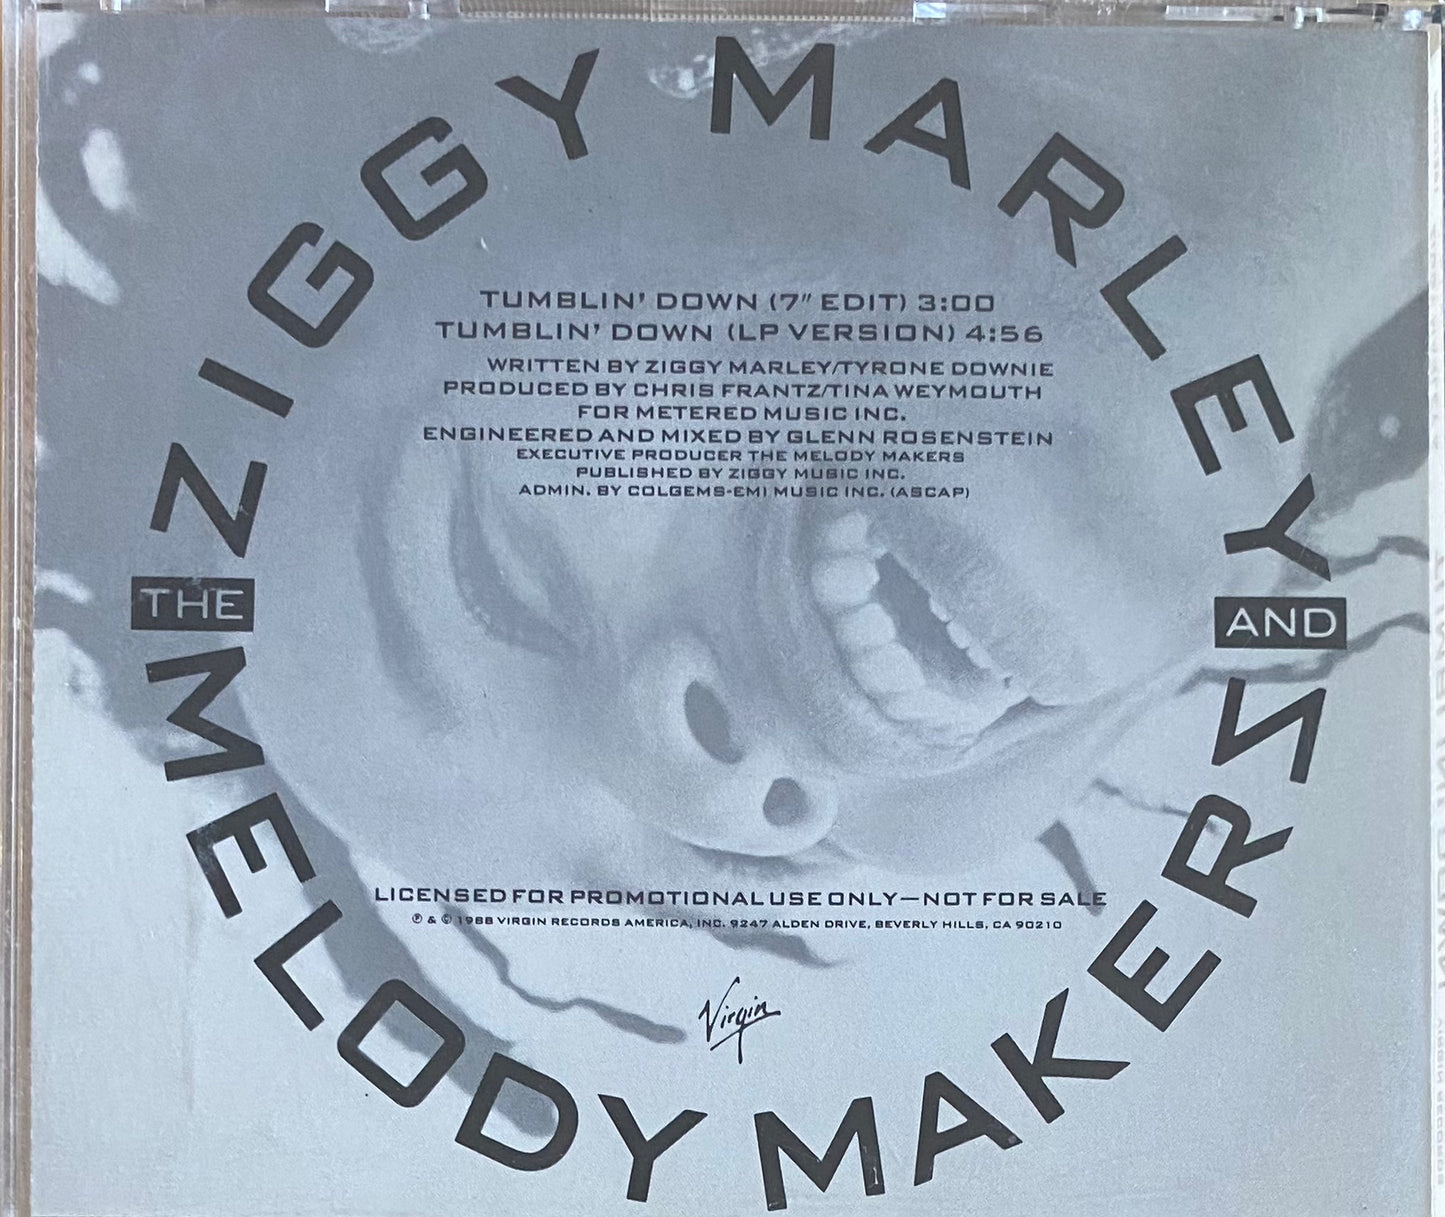 ZIGGY MARLEY
AND
THE
MELODY MAKERS
TUMBLIN' DOWN (7" EDIT) 3:00
TUMBLIN' DOWN (LP VERSION) 4:56
WRITTEN BY ZIGGY MARLEY/TYRONE DOWNIE
PRODUCED BY CHRIS FRANTZ/TINA WEYMOUTH
FOR METERED MUSIC INC.
ENGINEERED AND MIXED BY GLENN ROSENSTEIN
EXECUTIVE PRODUCER THE MELODY MAKERS
PUBLISHED BY ZIGGY MUSIC INC.
ADMIN. BY COLGEMS-EMI MUSIC INC. (ASCAP)
LICENSED FOR PROMOTIONAL USE ONLY—NOT FOR SALE
℗ & © 1988 VIRGIN RECORDS AMERICA, INC. 9247 ALDEN DRIVE, BEVERLY HILLS, CA 90210
Virgin